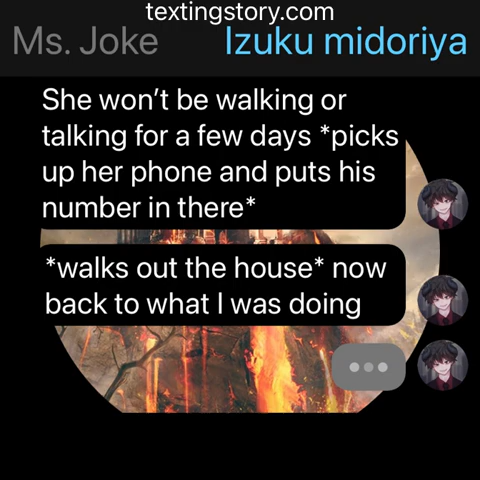 textingstory.com
Ms. Joke Izuku midoriya
She won't be walking or
talking for a few days *picks
up her phone and puts his
number in there*
*walks out the house* now
back to what I was doing